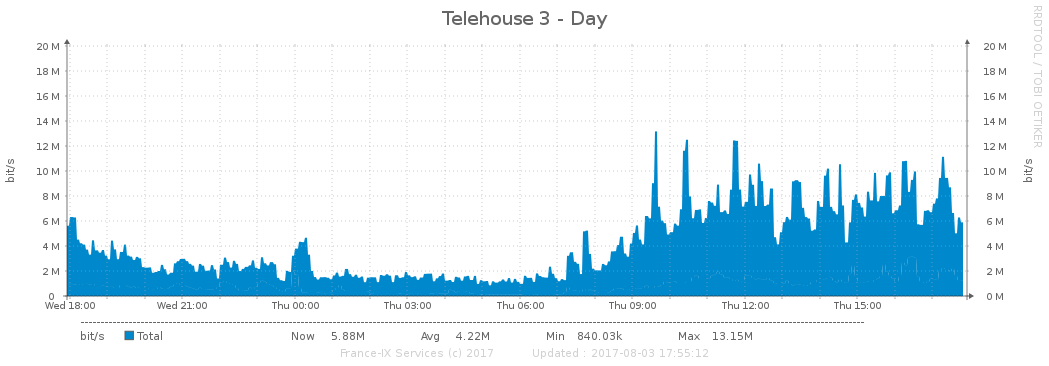 Telehouse 3 - Day
RRDTOOL / TOBI OETIKER
bit/s
bit/s
20 M 20 M
18 M 18 M
16 M 16 M
14 M 14 M
12 M 12 M
10 M 10 M
8 M 8 M
6 M 6 M
4 M 4 M
2 M 2 M
0 0 M
Wed 18:00 Wed 21:00 Thu 00:00 Thu 03:00 Thu 06:00 Thu 09:00 Thu 12:00 Thu 15:00
bit/s Total Now 5.88M Avg 4.22M Min 840.03k Max 13.15M
France-IX Services (c) 2017 Updated : 2017-08-03 17:55:12